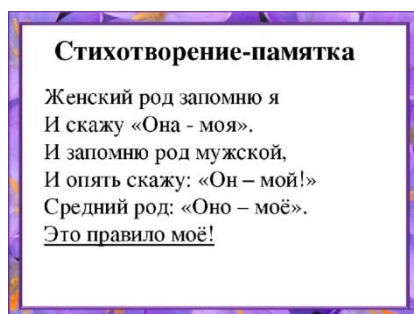 Стихотворение-памятка
Женский род запомню я
И скажу «Она - моя».
И запомню род мужской,
И опять скажу: «Он – мой!»
Средний род: «Оно – моё».
Это правило моё!